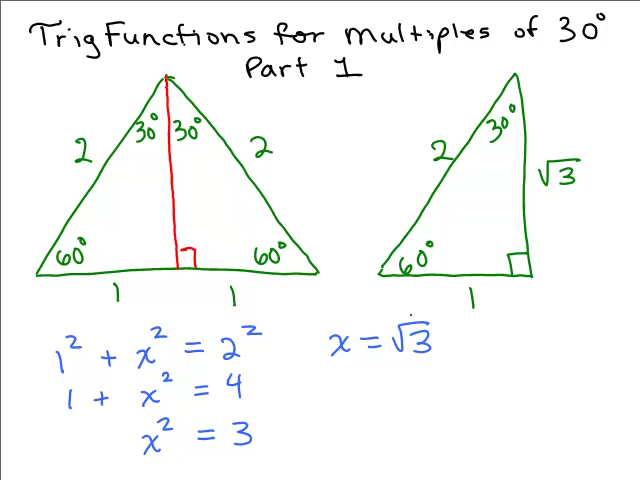 Trig Functions for multiples of 30°
Part 1
30° 30°
2 2
60° 60°
1 1
30°
2 √3
60°
1
1² + x² = 2²
1 + x² = 4
x² = 3
x = √3